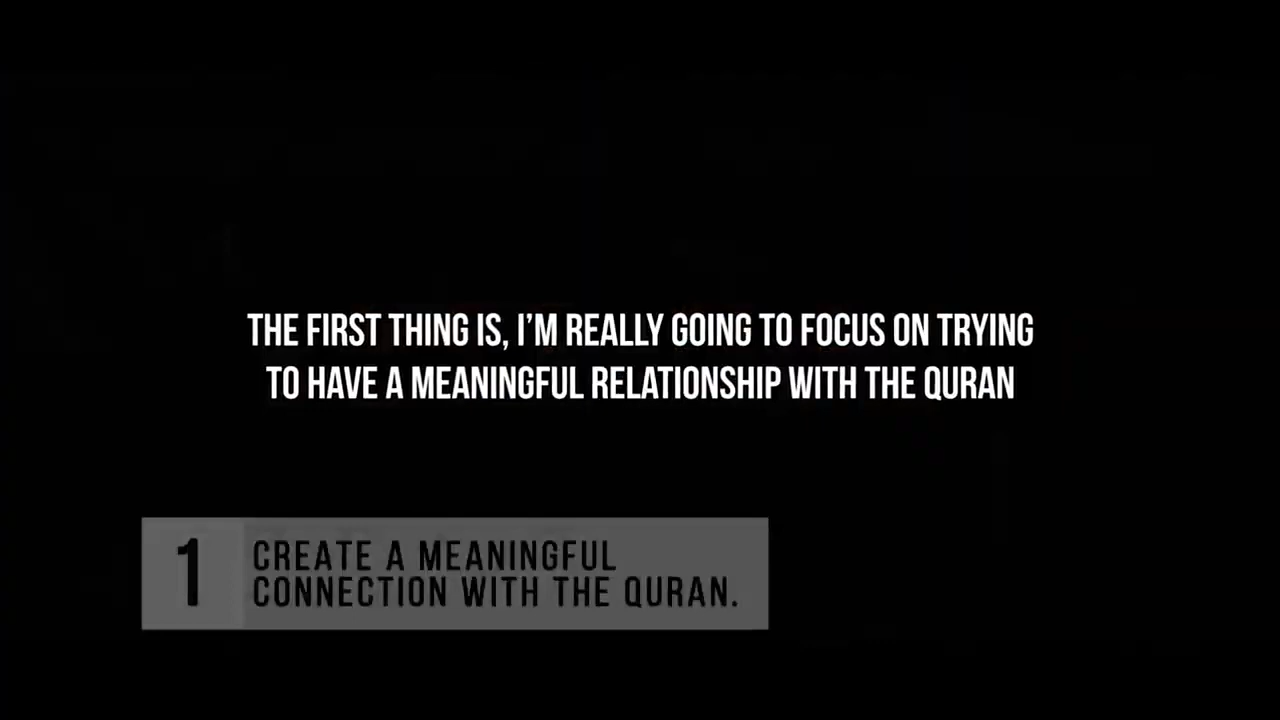 THE FIRST THING IS, I'M REALLY GOING TO FOCUS ON TRYING
TO HAVE A MEANINGFUL RELATIONSHIP WITH THE QURAN
1
CREATE A MEANINGFUL
CONNECTION WITH THE QURAN.